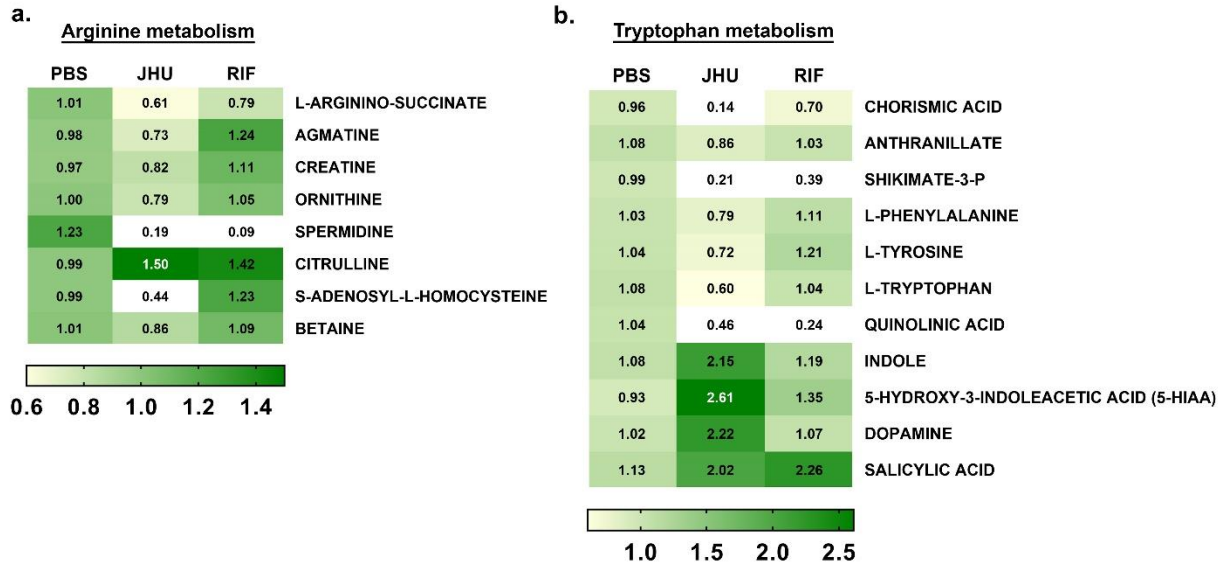 a.
Arginine metabolism
PBS JHU RIF
1.01 0.61 0.79 L-ARGININO-SUCCINATE
0.98 0.73 1.24 AGMATINE
0.97 0.82 1.11 CREATINE
1.00 0.79 1.05 ORNITHINE
1.23 0.19 0.09 SPERMIDINE
0.99 1.50 1.42 CITRULLINE
0.99 0.44 1.23 S-ADENOSYL-L-HOMOCYSTEINE
1.01 0.86 1.09 BETAINE
0.6 0.8 1.0 1.2 1.4
b.
Tryptophan metabolism
PBS JHU RIF
0.96 0.14 0.70 CHORISMIC ACID
1.08 0.86 1.03 ANTHRANILLATE
0.99 0.21 0.39 SHIKIMATE-3-P
1.03 0.79 1.11 L-PHENYLALANINE
1.04 0.72 1.21 L-TYROSINE
1.08 0.60 1.04 L-TRYPTOPHAN
1.04 0.46 0.24 QUINOLINIC ACID
1.08 2.15 1.19 INDOLE
0.93 2.61 1.35 5-HYDROXY-3-INDOLEACETIC ACID (5-HIAA)
1.02 2.22 1.07 DOPAMINE
1.13 2.02 2.26 SALICYLIC ACID
1.0 1.5 2.0 2.5